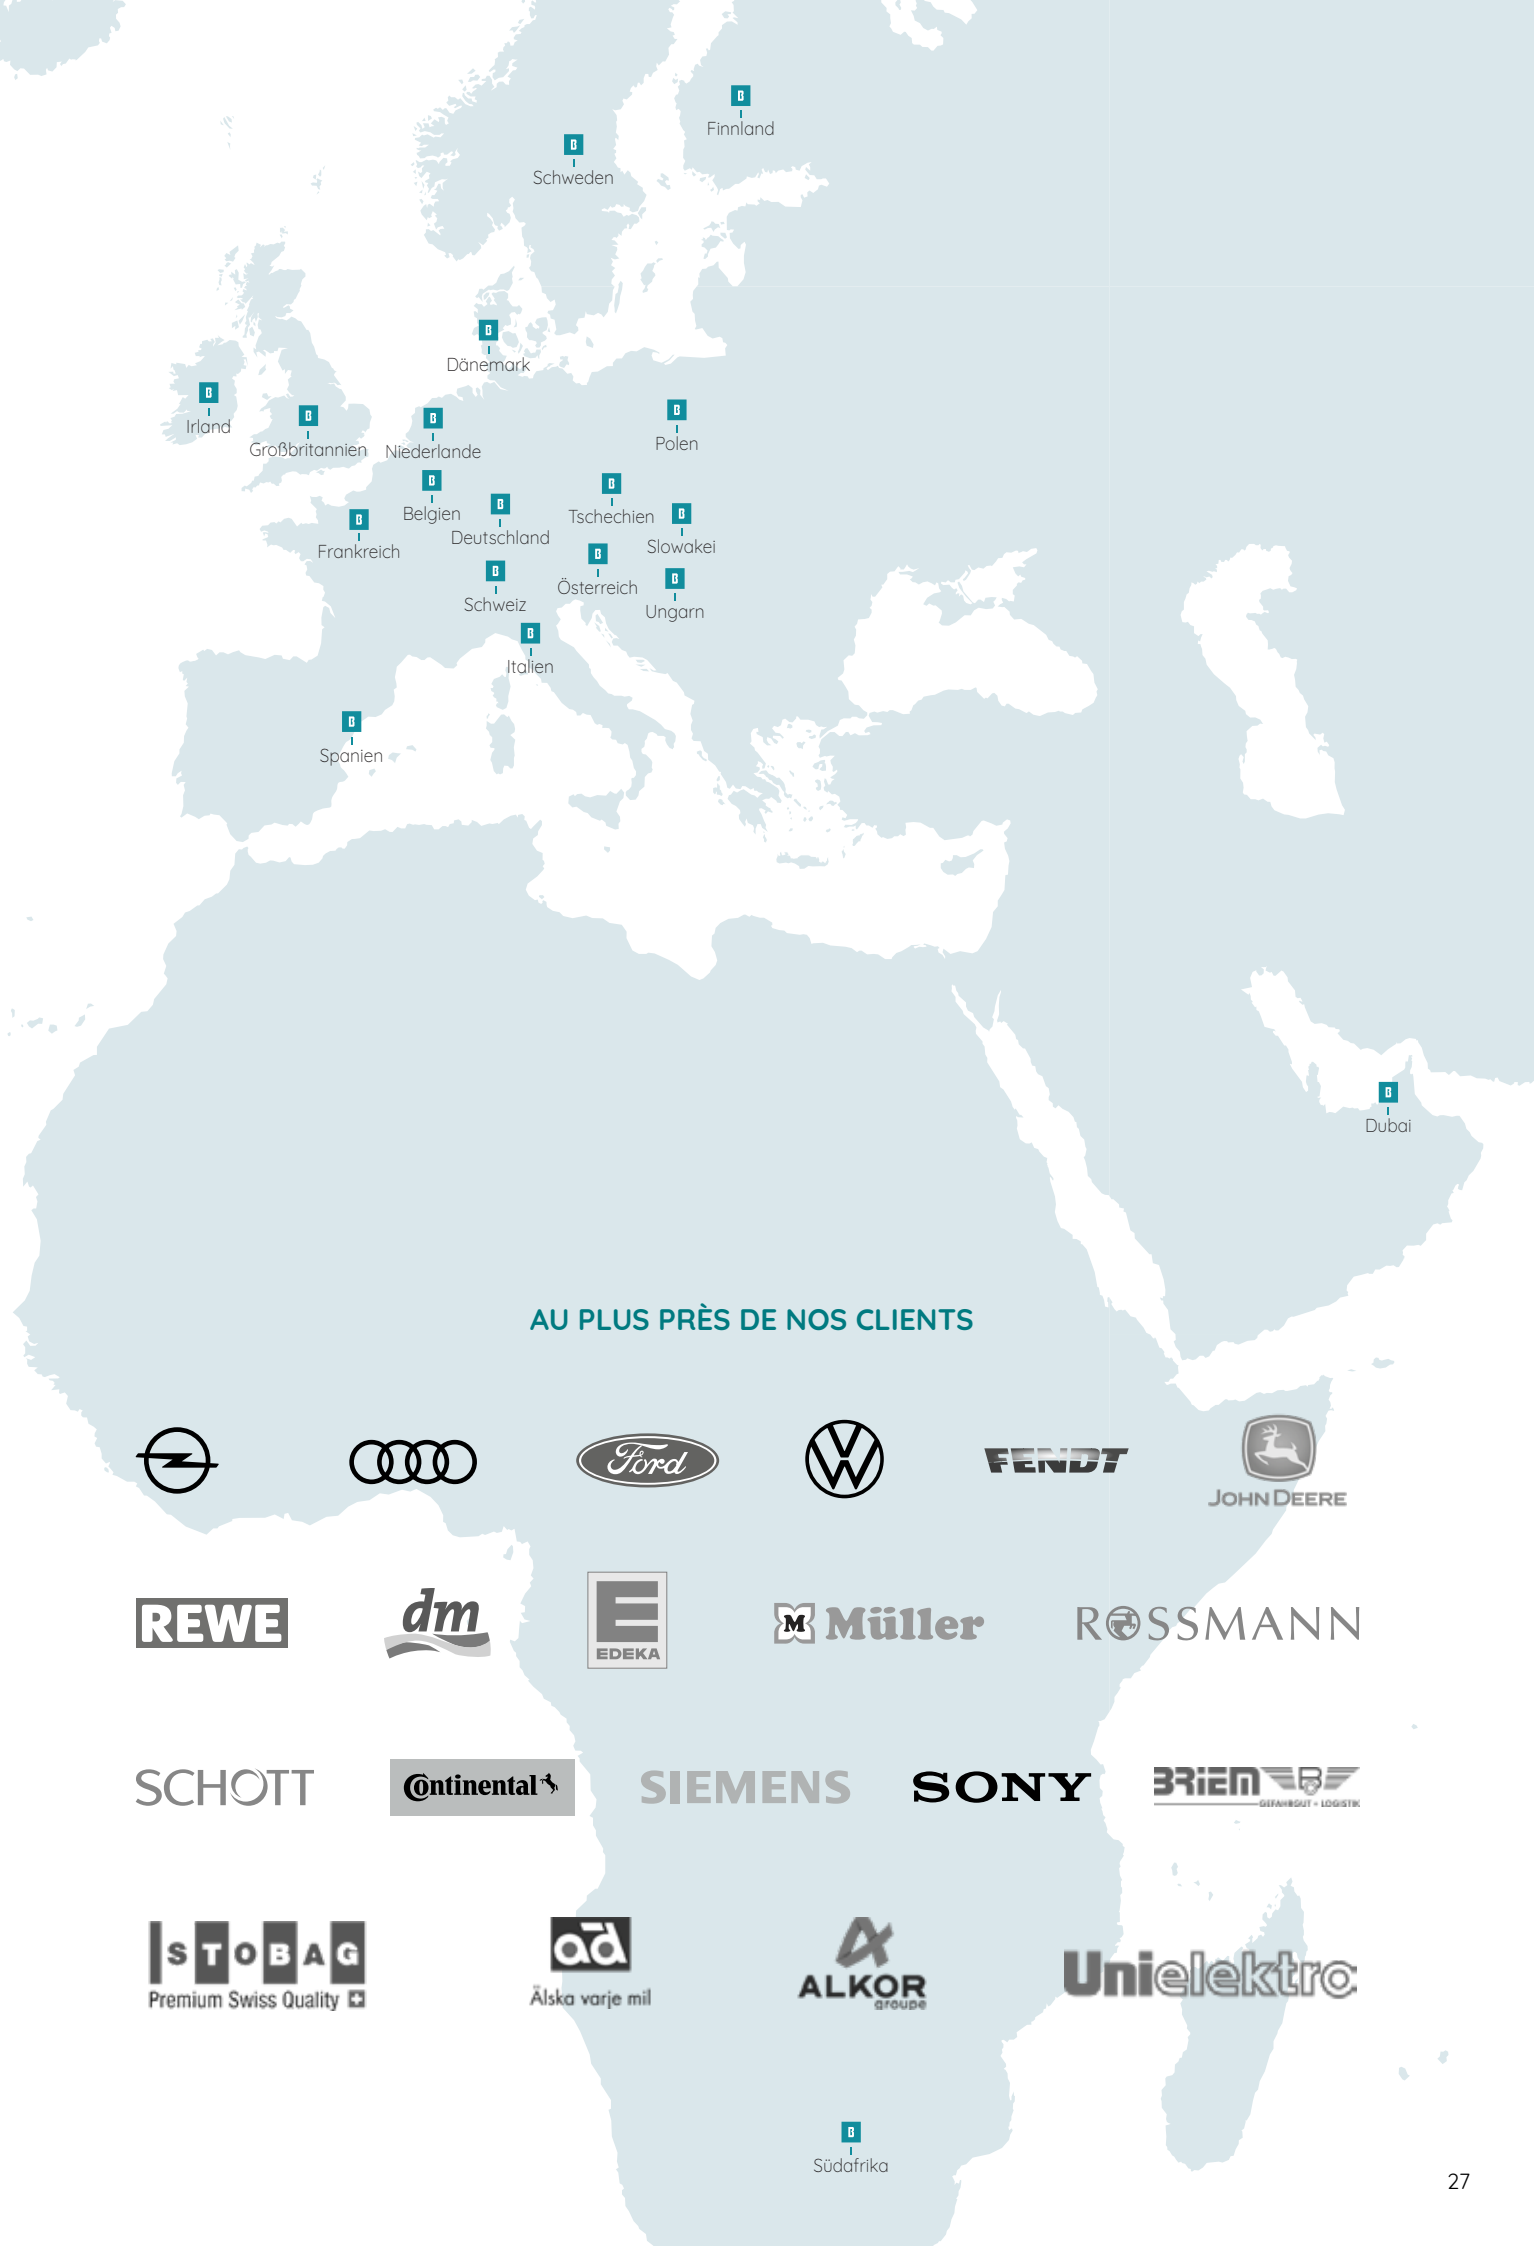 Finnland
Schweden
Dänemark
Irland
Großbritannien
Niederlande
Polen
Belgien
Deutschland
Tschechien
Slowakei
Frankreich
Schweiz
Österreich
Ungarn
Italien
Spanien
Dubai
AU PLUS PRÈS DE NOS CLIENTS
Ford
FENDT
JOHN DEERE
REWE
dm
E
EDEKA
M Müller
ROSSMANN
SCHOTT
Continental
SIEMENS
SONY
BRIEM
GEFAHRGUT - LOGISTIK
STOBAG
Premium Swiss Quality
ad
Älska varje mil
ALKOR
groupe
Unielektro
Südafrika
27